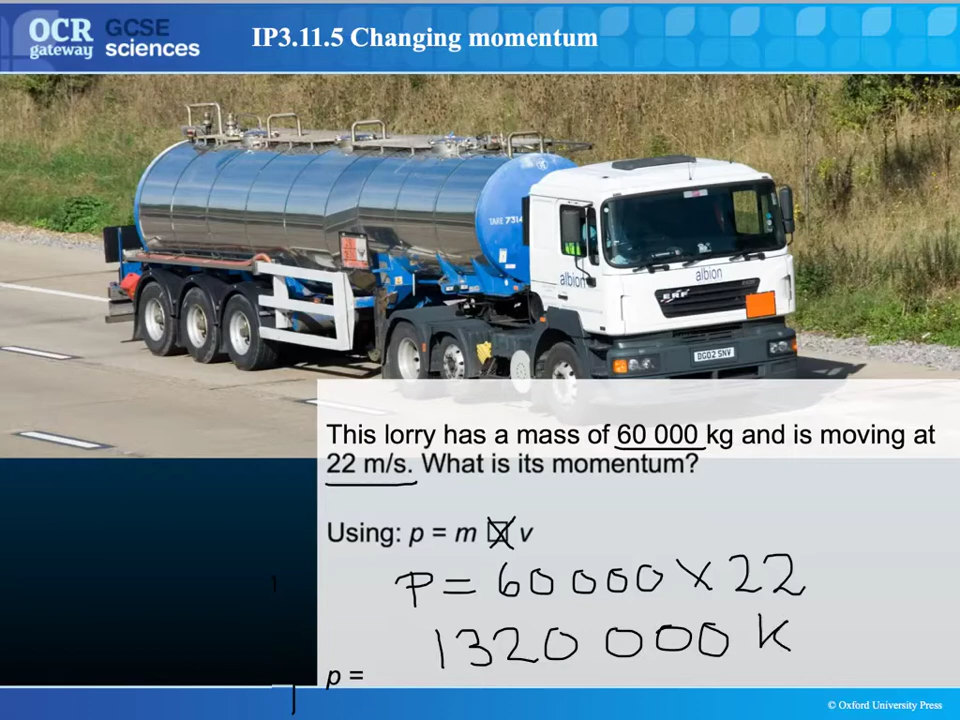 OCR gateway GCSE sciences
IP3.11.5 Changing momentum
TARE 7314
albion
albion
ERF
DG02 SNV
This lorry has a mass of 60 000 kg and is moving at
22 m/s. What is its momentum?
Using: p = m × v
P = 60000 × 22
1320 000 K
p =
© Oxford University Press